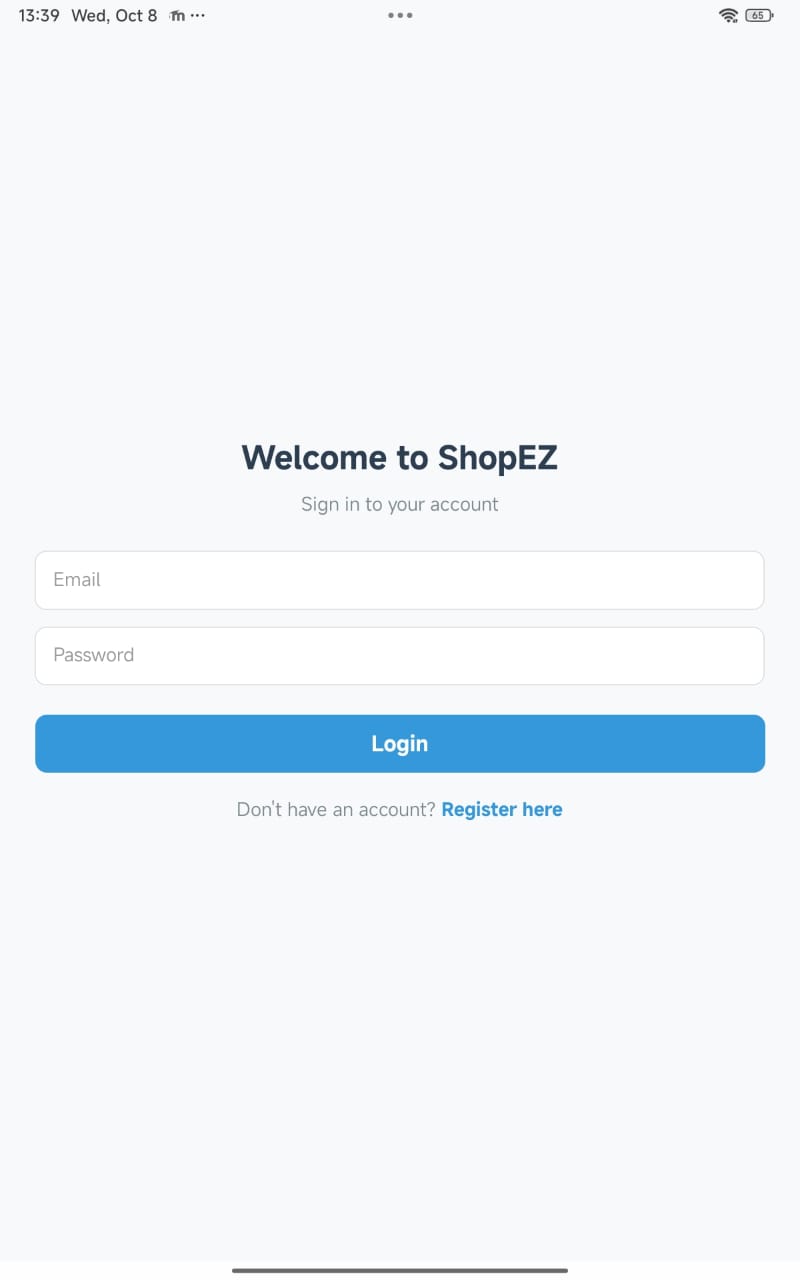 13:39 Wed, Oct 8
65
Welcome to ShopEZ
Sign in to your account
Email
Password
Login
Don't have an account? Register here